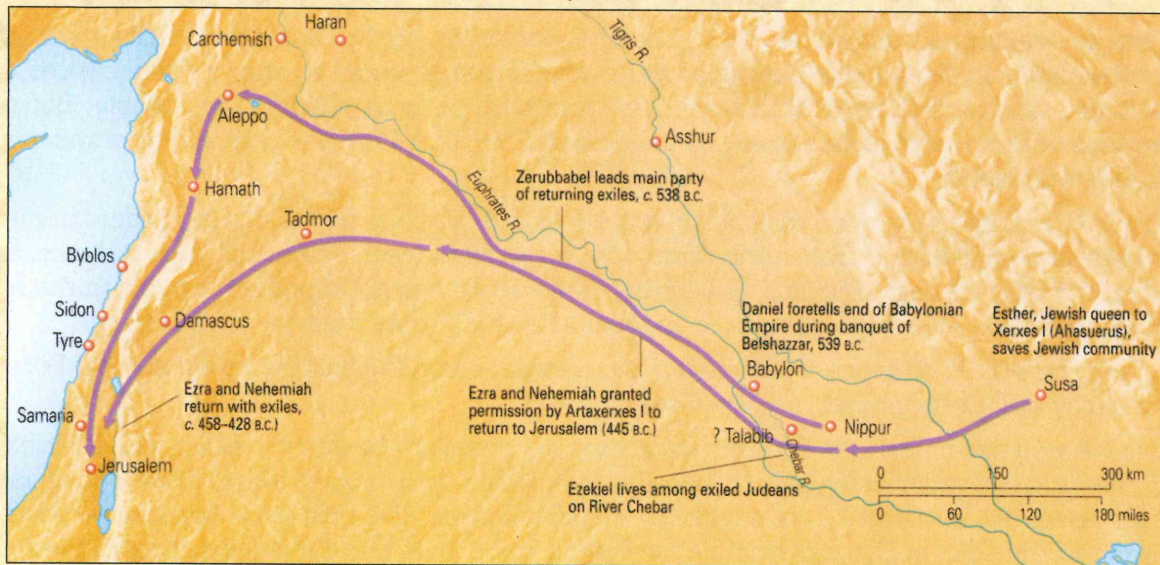 Haran
Carchemish
Tigris R.
Aleppo
Asshur
Zerubbabel leads main party
of returning exiles, c. 538 B.C.
Hamath
Euphrates R.
Tadmor
Byblos
Sidon
Damascus
Tyre
Daniel foretells end of Babylonian
Empire during banquet of
Belshazzar, 539 B.C.
Esther, Jewish queen to
Xerxes I (Ahasuerus),
saves Jewish community
Babylon
Susa
Ezra and Nehemiah
return with exiles,
c. 458–428 B.C.)
Ezra and Nehemiah granted
permission by Artaxerxes I to
return to Jerusalem (445 B.C.)
Samaria
? Talabib
Chebar R.
Nippur
Jerusalem
Ezekiel lives among exiled Judeans
on River Chebar
0 150 300 km
0 60 120 180 miles